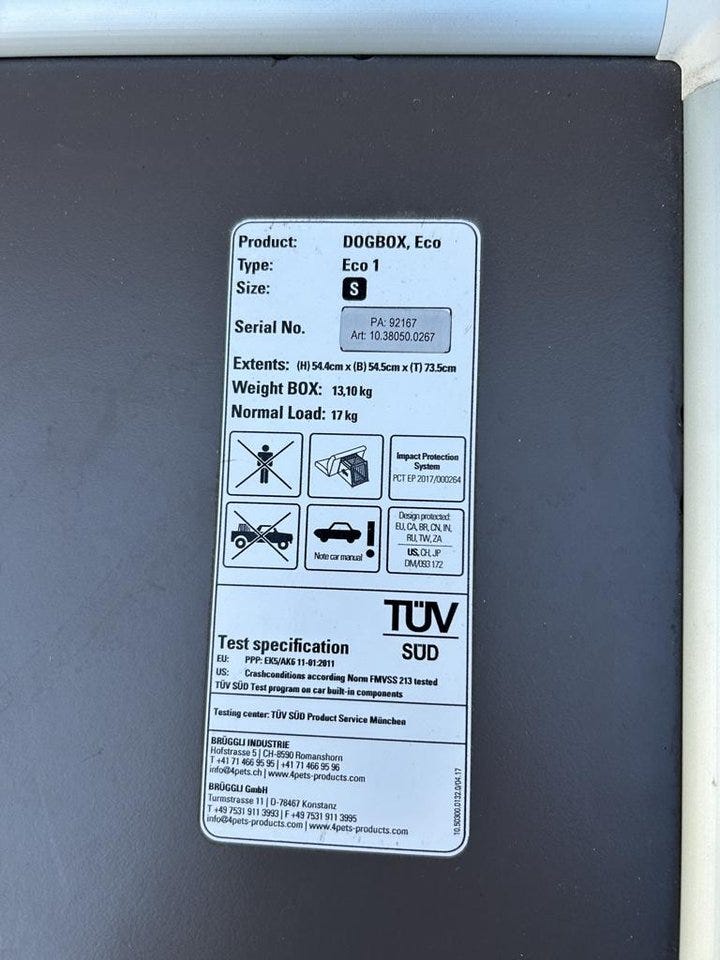 Product: DOGBOX, Eco
Type: Eco 1
Size: S
Serial No. PA: 92167
Art: 10.38050.0267
Extents: (H) 54.4cm x (B) 54.5cm x (T) 73.5cm
Weight BOX: 13,10 kg
Normal Load: 17 kg
Impact Protection
System
PCT EP 2017/000264
Note car manual !
Design protected:
EU, CA, BR, CN, IN,
RU, TW, ZA
US, CH, JP
DM/093 172
TÜV
SÜD
Test specification
EU: PPP: EK5/AK6 11-01:2011
US: Crashconditions according Norm FMVSS 213 tested
TÜV SÜD Test program on car built-in components
Testing center: TÜV SÜD Product Service München
BRÜGGLI INDUSTRIE
Hofstrasse 5 | CH-8590 Romanshorn
T +41 71 466 95 95 | +41 71 466 95 96
info@4pets.ch | www.4pets-products.com
BRÜGGLI GmbH
Turmstrasse 11 | D-78467 Konstanz
T +49 7531 911 3993 | F +49 7531 911 3995
info@4pets-products.com | www.4pets-products.com
10.50300.0132.0/04.17